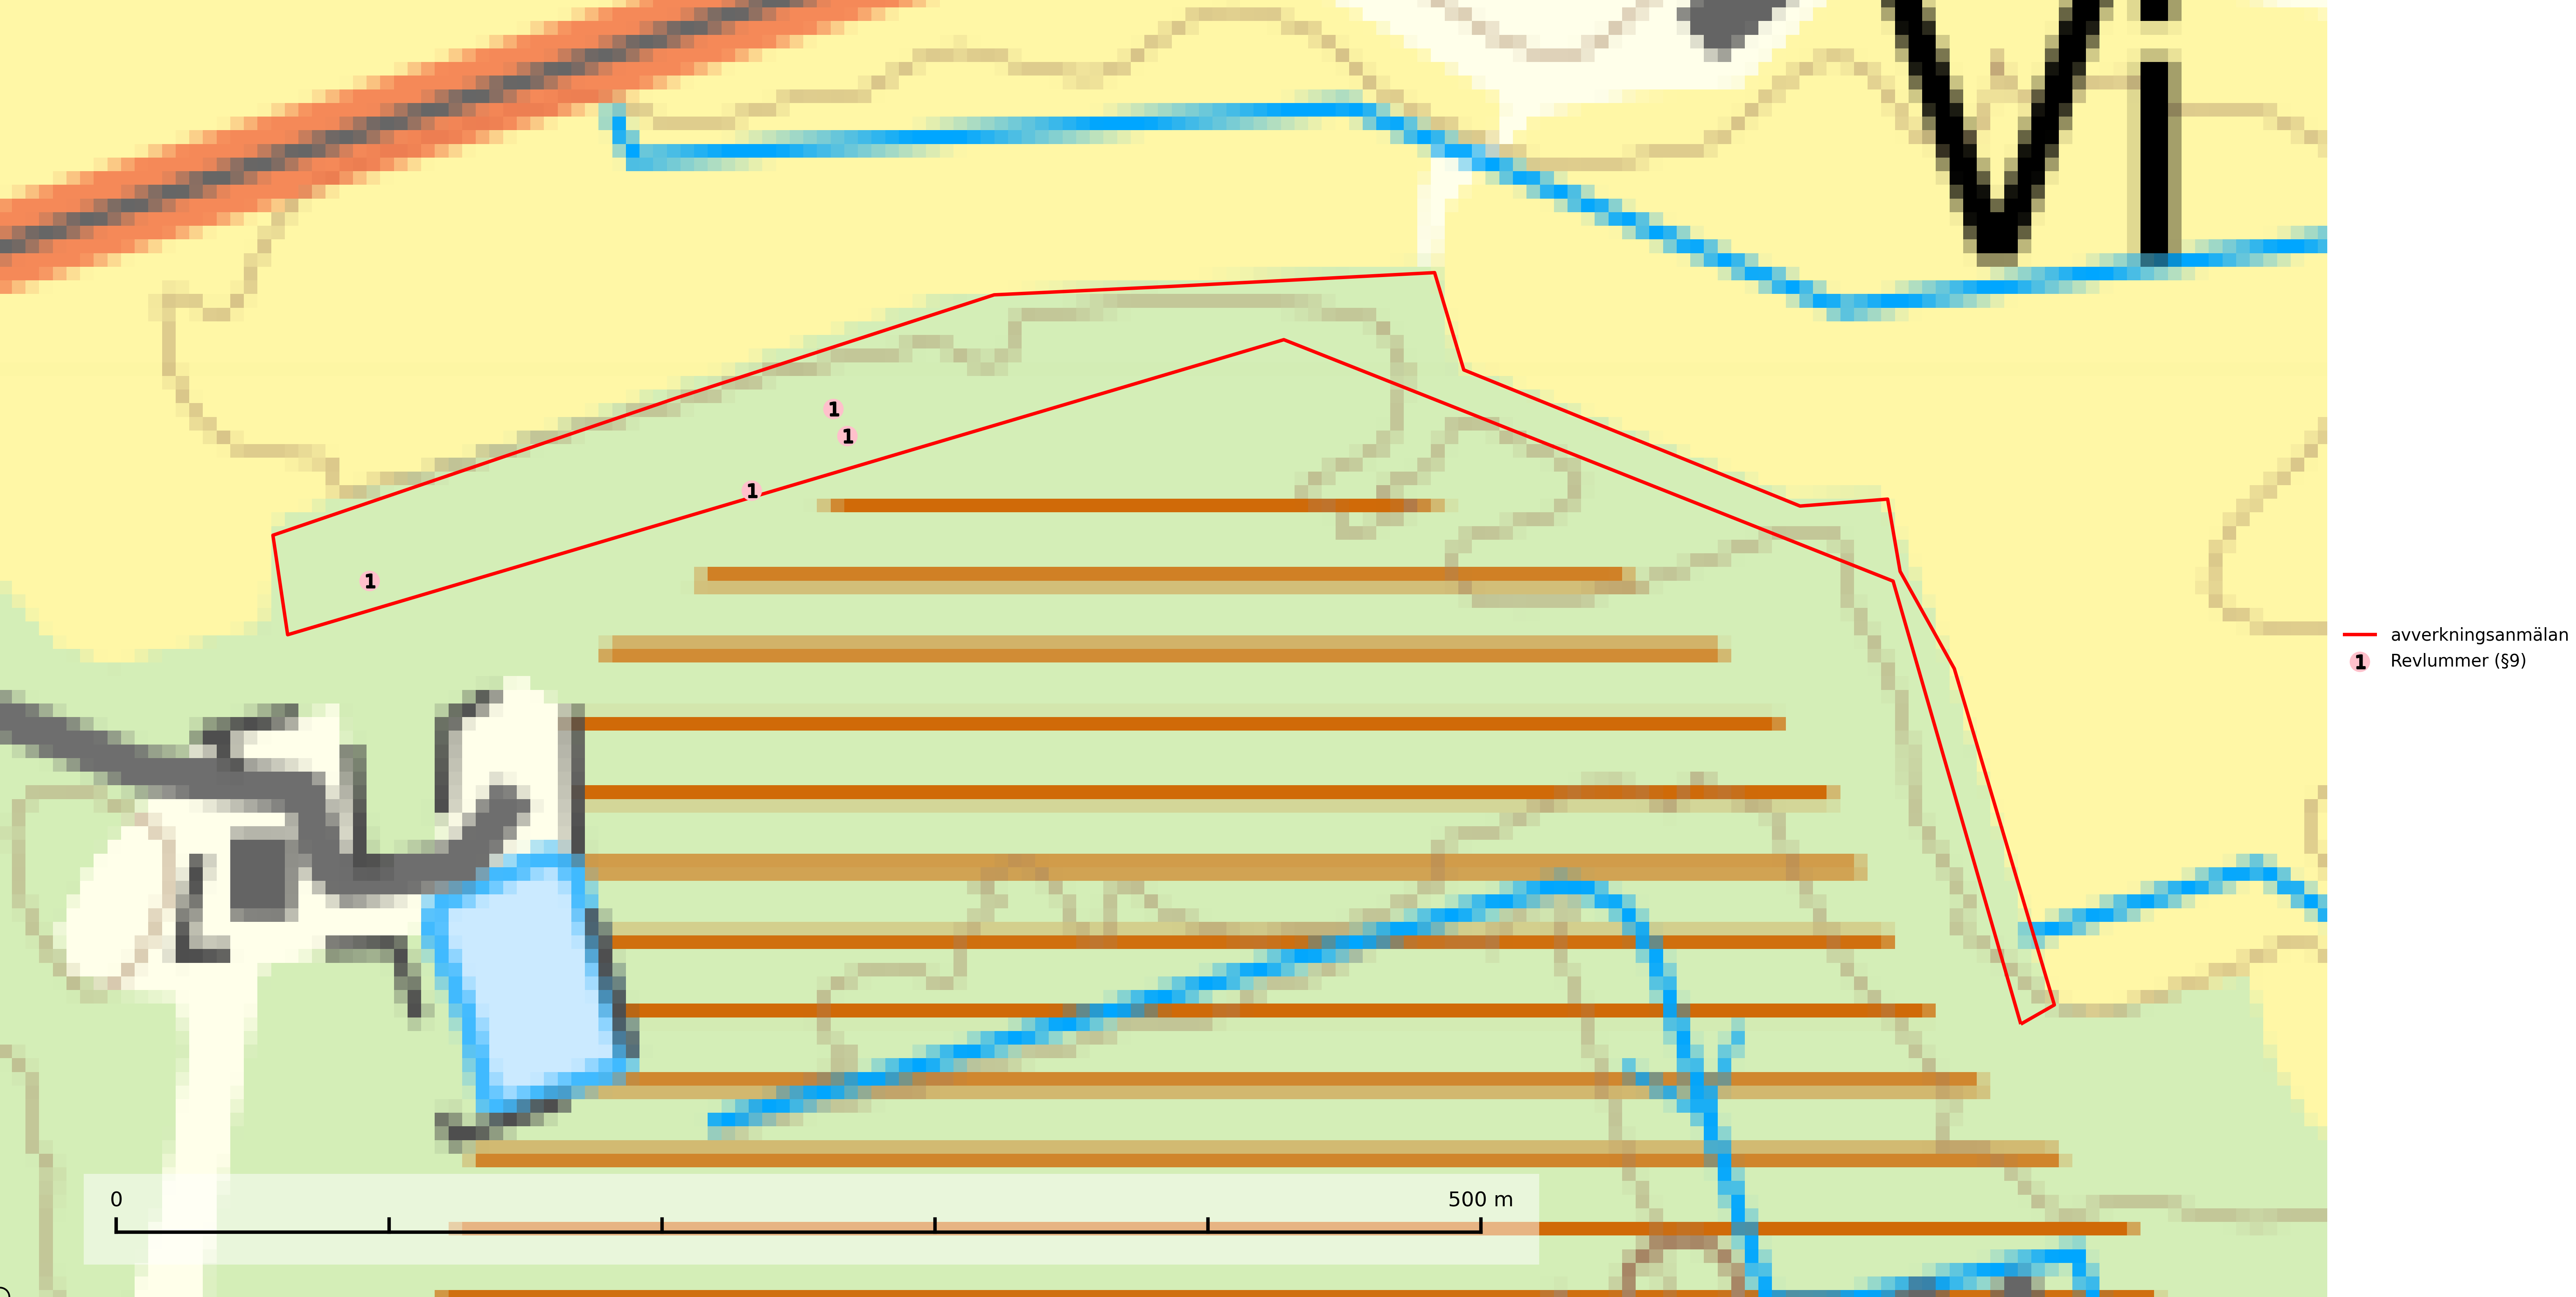 Vi
1
1
1
1
avverkningsanmälan
1 Revlummer (§9)
0 500 m